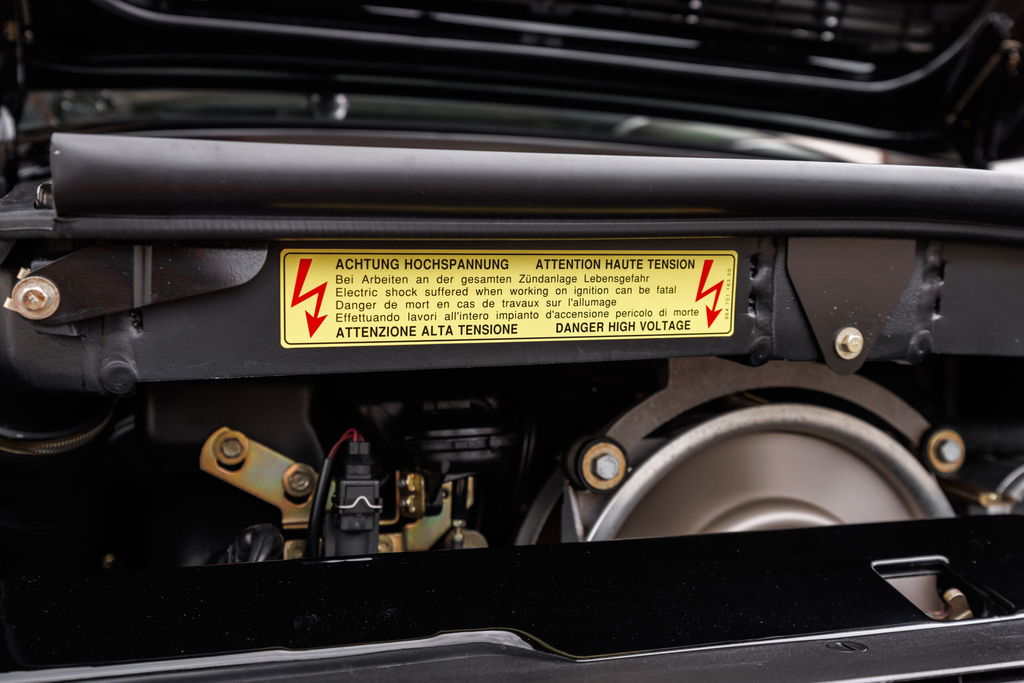 ACHTUNG HOCHSPANNUNG ATTENTION HAUTE TENSION
Bei Arbeiten an der gesamten Zündanlage Lebensgefahr
Electric shock suffered when working on ignition can be fatal
Danger de mort en cas de travaux sur l'allumage
Effettuando lavori all'intero impianto d'accensione pericolo di morte
ATTENZIONE ALTA TENSIONE DANGER HIGH VOLTAGE